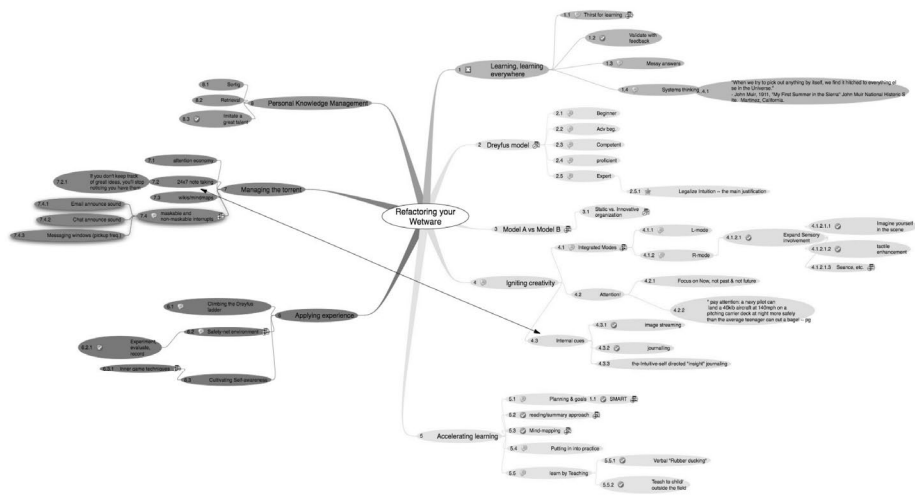 Refactoring your
Wetware
1 Learning, learning
everywhere
1.1 Thirst for learning
1.2 Validate with
feedback
1.3 Messy answers
1.4 Systems thinking
4.1 "When we try to pick out anything by itself, we find it hitched to everything el
se in the Universe."
- John Muir, 1911, "My First Summer in the Sierra" John Muir National Historic S
ite Martinez, California.
2 Dreyfus model
2.1 Beginner
2.2 Adv beg.
2.3 Competent
2.4 proficient
2.5 Expert
2.5.1 Legalize Intuition -- the main justification
3 Model A vs Model B
3.1 Static vs. Innovative
organization
4 Igniting creativity
4.1 Integrated Modes
4.1.1 L-mode
4.1.2 R-mode
4.1.2.1 Expand Sensory
involvement
4.1.2.1.1 Imagine yourself
in the scene
4.1.2.1.2 tactile
enhancement
4.1.2.1.3 Seance, etc.
4.2 Attention
4.2.1 Focus on Now, not past & not future
4.2.2 " pay attention: a navy pilot can
land a 40klb aircraft at 140mph on a
pitching carrier deck at night more safely
than the average teenager can cut a bagel -- pg
4.3 Internal cues
4.3.1 image streaming
4.3.2 journalling
4.3.3 the-Intuitive-self directed "insight" journaling
5 Accelerating learning
5.1 Planning & goals 1.1 SMART
5.2 reading/summary approach
5.3 Mind-mapping
5.4 Putting in into practice
5.5 learn by Teaching
5.5.1 Verbal "Rubber ducking"
5.5.2 Teach to child/
outside the field
Applying experience
6.1 Climbing the Dreyfus
ladder
Safety net environment
6.2.1 Experiment,
evaluate,
record
6.3 Cultivating Self-awareness
inner game techniques
Managing the torrent
7.1 attention economy
7.2 24x7 note taking
7.2.1 If you don't keep track
of great ideas, you'll stop
noticing you have them
7.3 wikis/mindmaps
7.4 maskable and
non-maskable interrupts
7.4.1 Email announce sound
7.4.2 Chat announce sound
7.4.3 Messaging windows (pickup freq.)
8 Personal Knowledge Management
8.1 Sortig
8.2 Retrieval
8.3 Imitate a
great talent